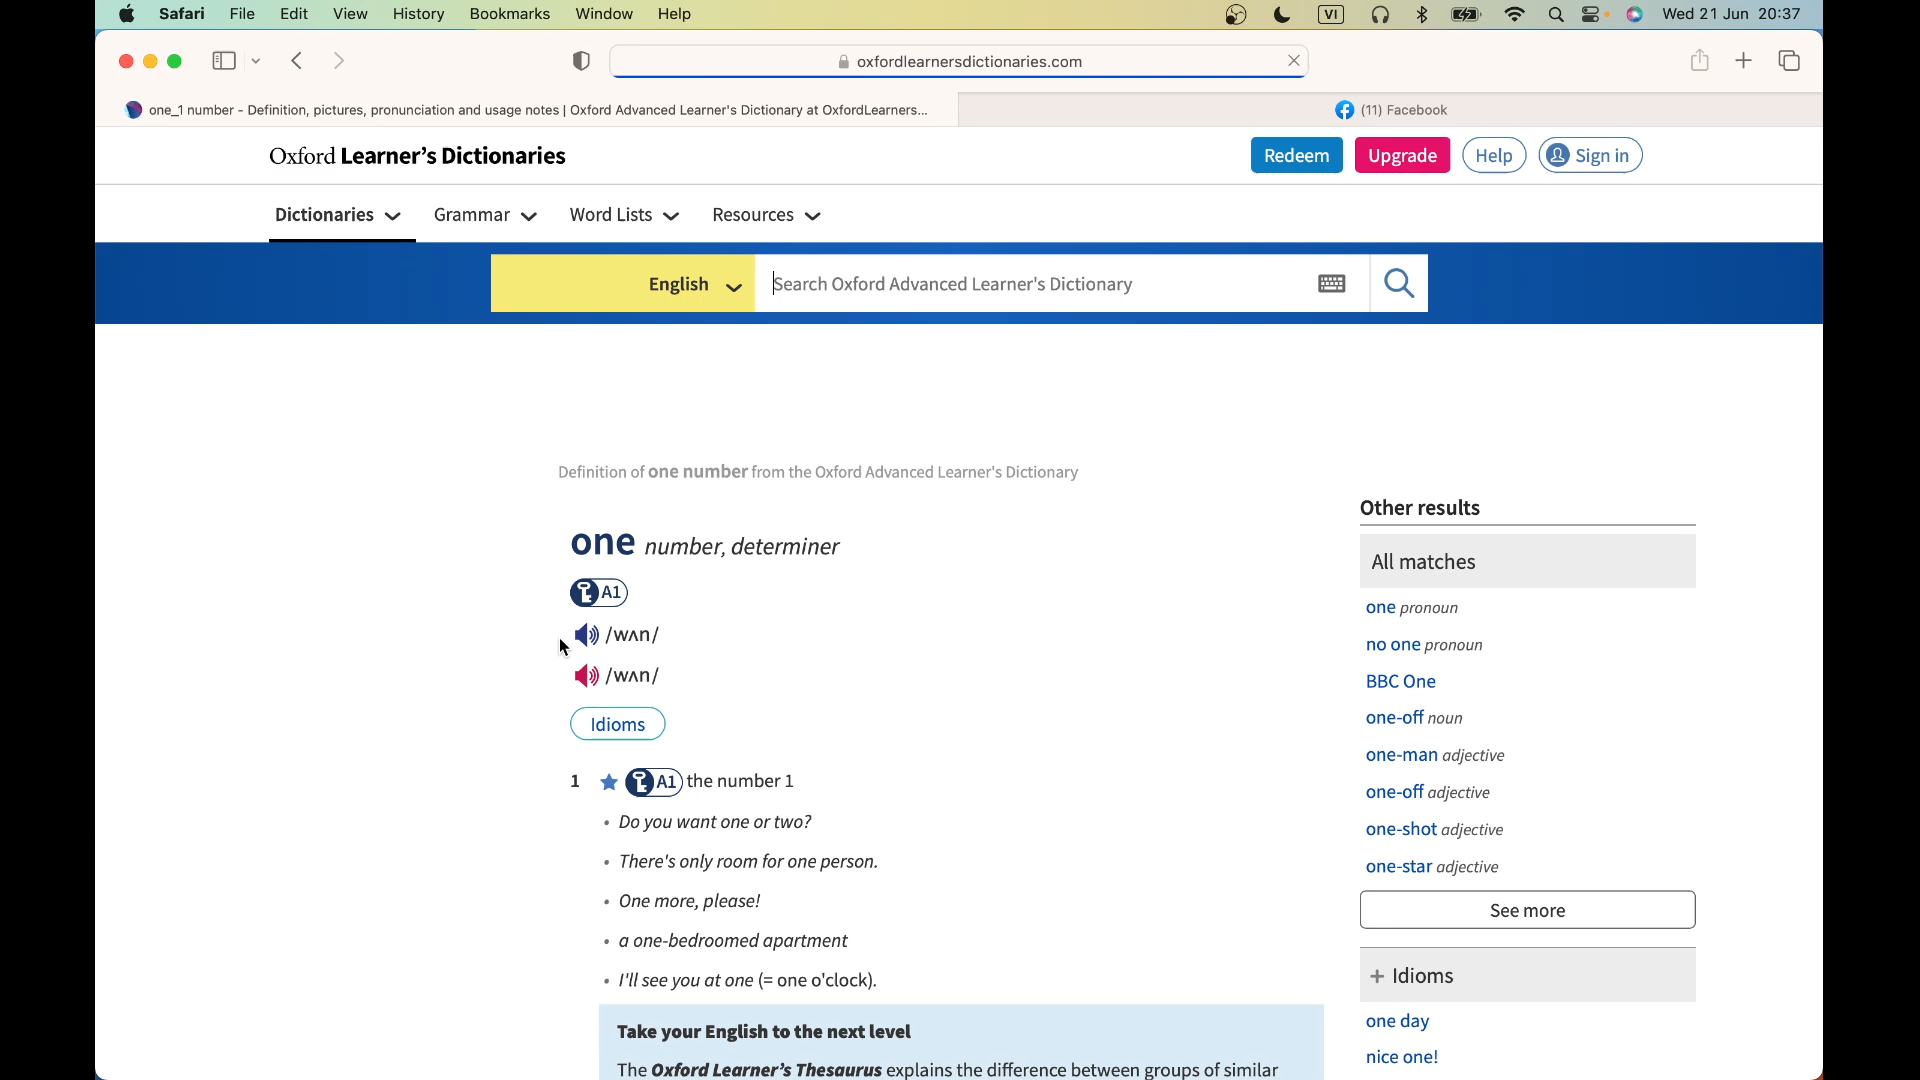 Safari File Edit View History Bookmarks Window Help VI Wed 21 Jun 20:37
oxfordlearnersdictionaries.com
one_1 number - Definition, pictures, pronunciation and usage notes | Oxford Advanced Learner's Dictionary at OxfordLearners... (11) Facebook
Oxford Learner's Dictionaries Redeem Upgrade Help Sign in
Dictionaries Grammar Word Lists Resources
English Search Oxford Advanced Learner's Dictionary
Definition of one number from the Oxford Advanced Learner's Dictionary
one number, determiner
A1
/wʌn/
/wʌn/
Idioms
1 A1 the number 1
• Do you want one or two?
• There's only room for one person.
• One more, please!
• a one-bedroomed apartment
• I'll see you at one (= one o'clock).
Take your English to the next level
The Oxford Learner's Thesaurus explains the difference between groups of similar
Other results
All matches
one pronoun
no one pronoun
BBC One
one-off noun
one-man adjective
one-off adjective
one-shot adjective
one-star adjective
See more
+ Idioms
one day
nice one!